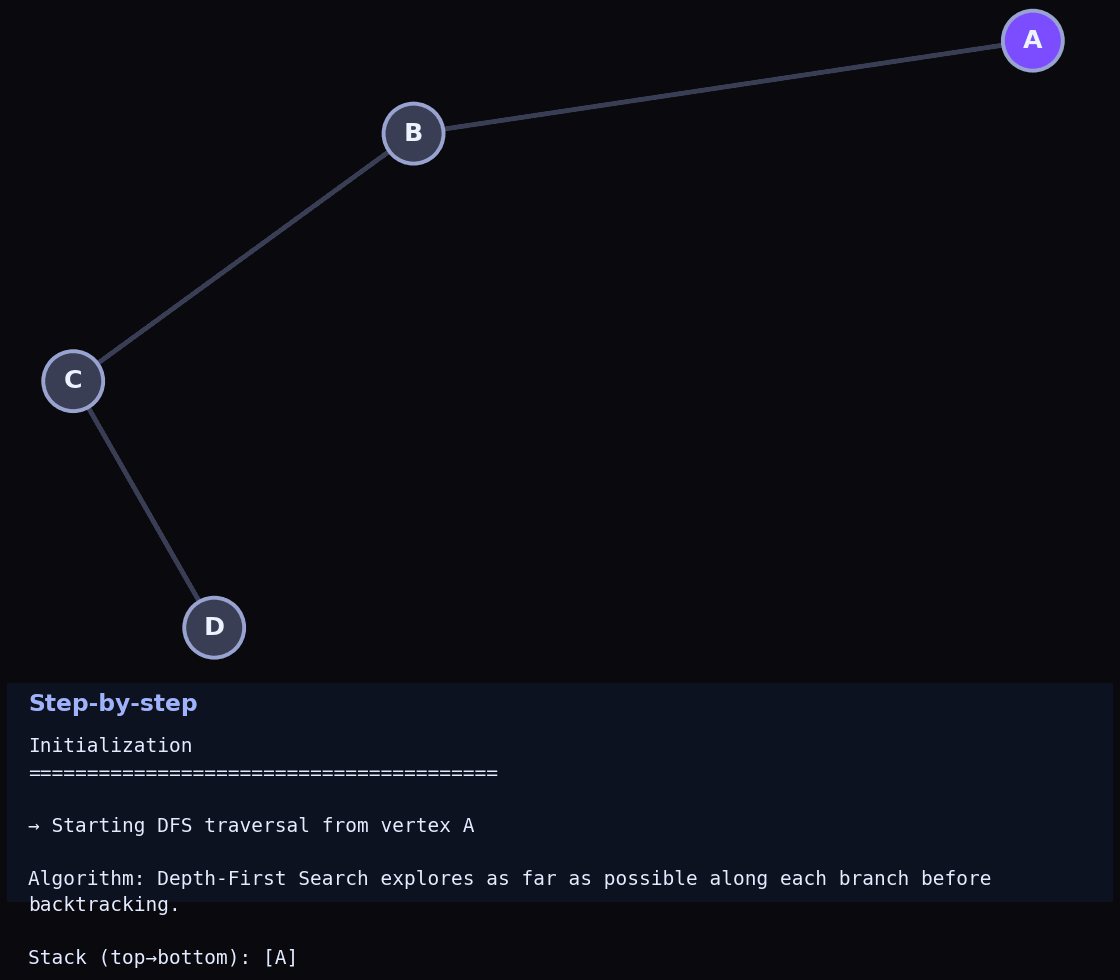 A
B
C
D
Step-by-step
Initialization
========================================
→ Starting DFS traversal from vertex A
Algorithm: Depth-First Search explores as far as possible along each branch before
backtracking.
Stack (top→bottom): [A]